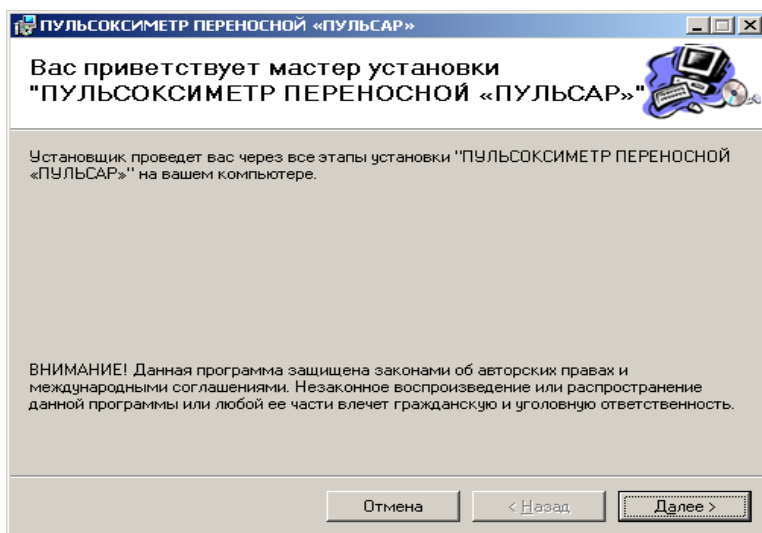 ПУЛЬСОКСИМЕТР ПЕРЕНОСНОЙ «ПУЛЬСАР»
Вас приветствует мастер установки
"ПУЛЬСОКСИМЕТР ПЕРЕНОСНОЙ «ПУЛЬСАР»"
Установщик проведет вас через все этапы установки "ПУЛЬСОКСИМЕТР ПЕРЕНОСНОЙ
«ПУЛЬСАР»" на вашем компьютере.
ВНИМАНИЕ! Данная программа защищена законами об авторских правах и
международными соглашениями. Незаконное воспроизведение или распространение
данной программы или любой ее части влечет гражданскую и уголовную ответственность.
Отмена
< Назад
Далее >